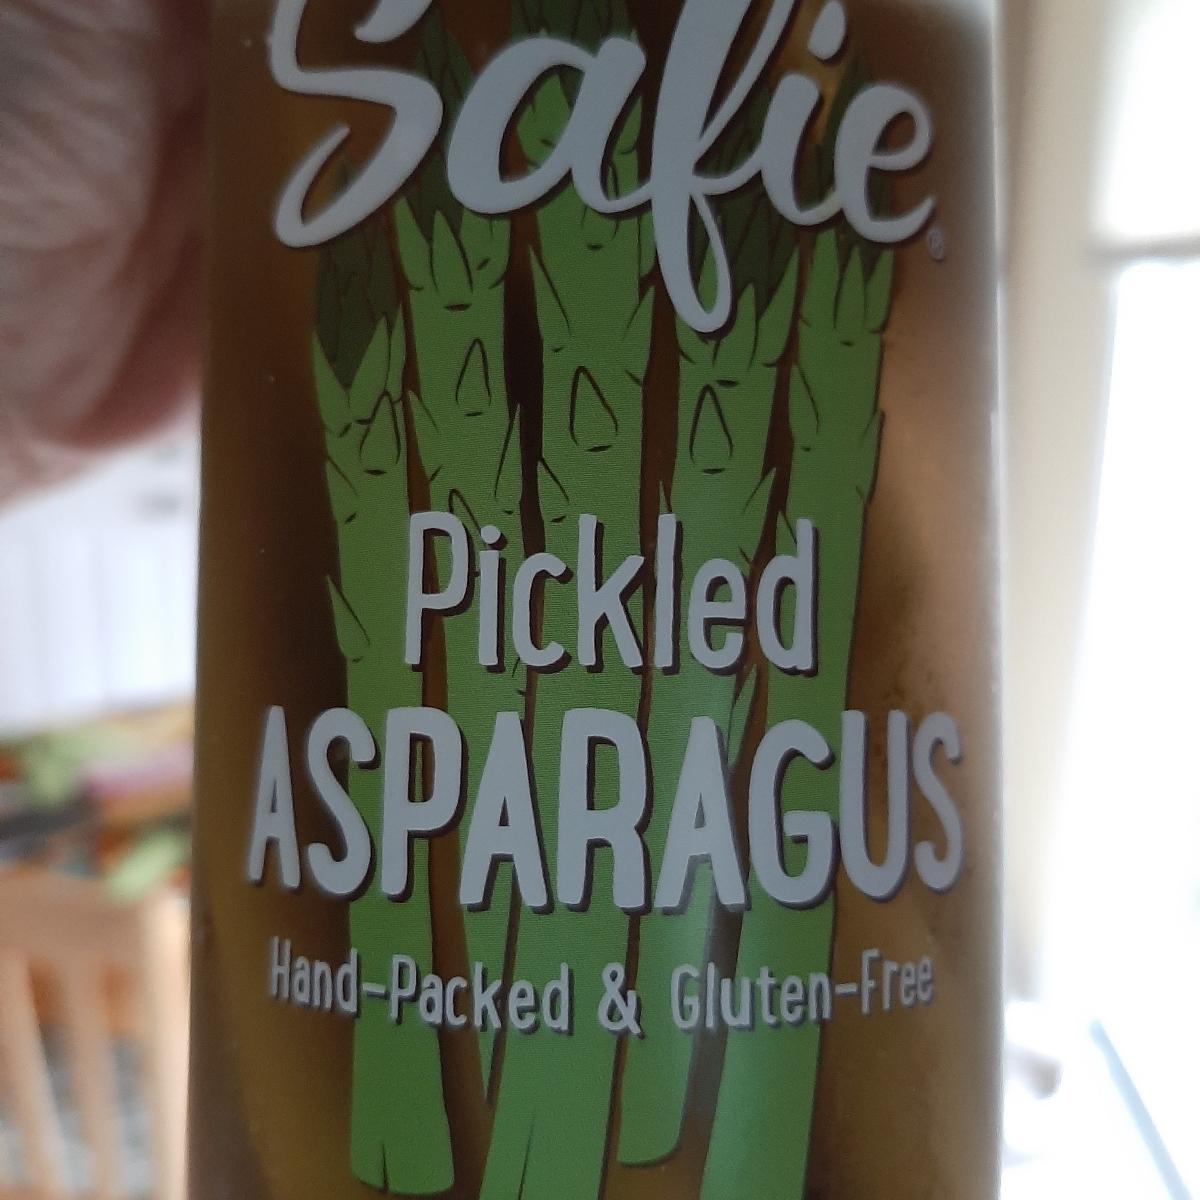 Safie®
Pickled
ASPARAGUS
Hand-Packed & Gluten-Free